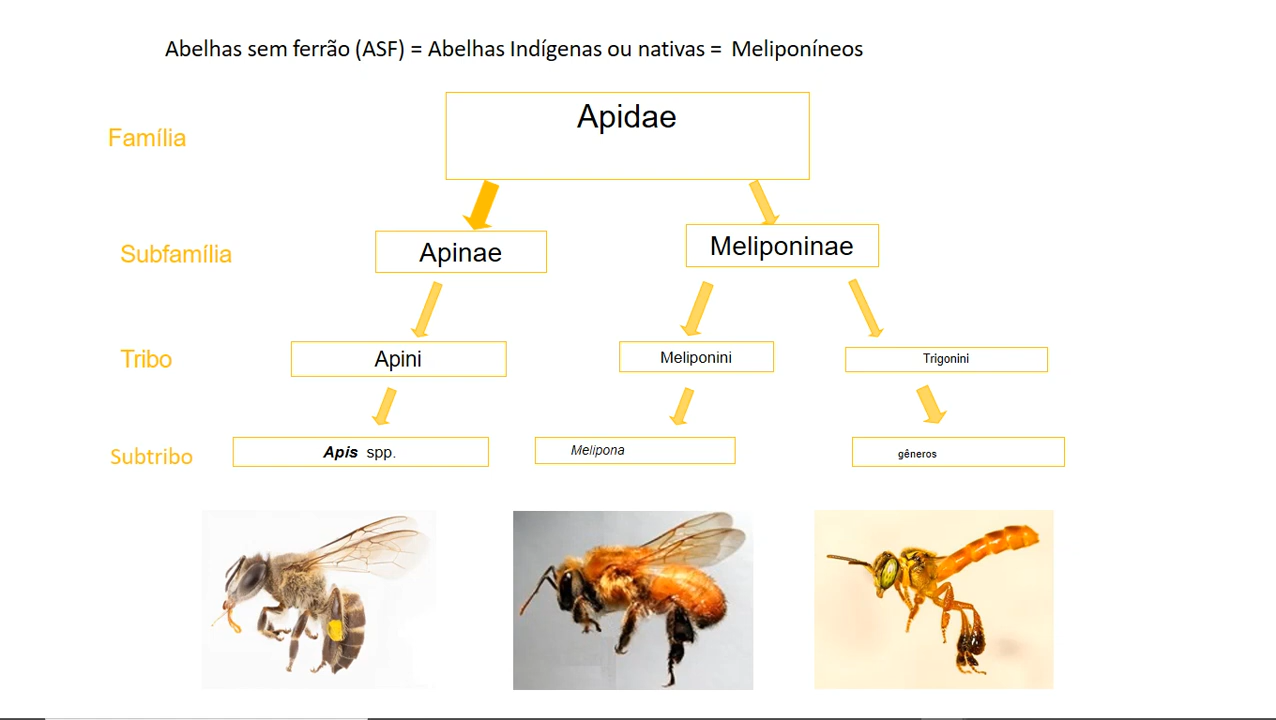 Abelhas sem ferrão (ASF) = Abelhas Indígenas ou nativas = Meliponíneos
Família
Apidae
Subfamília
Apinae
Meliponinae
Tribo
Apini
Meliponini
Trigonini
Subtribo
Apis spp.
Melipona
gêneros